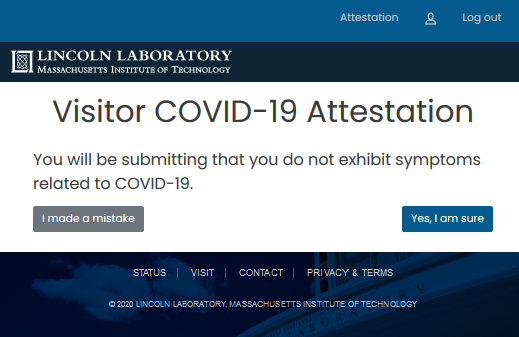 Attestation Log out
LINCOLN LABORATORY
MASSACHUSETTS INSTITUTE OF TECHNOLOGY
Visitor COVID-19 Attestation
You will be submitting that you do not exhibit symptoms
related to COVID-19.
I made a mistake Yes, I am sure
STATUS | VISIT | CONTACT | PRIVACY & TERMS
© 2020 LINCOLN LABORATORY, MASSACHUSETTS INSTITUTE OF TECHNOLOGY
LABORATORY